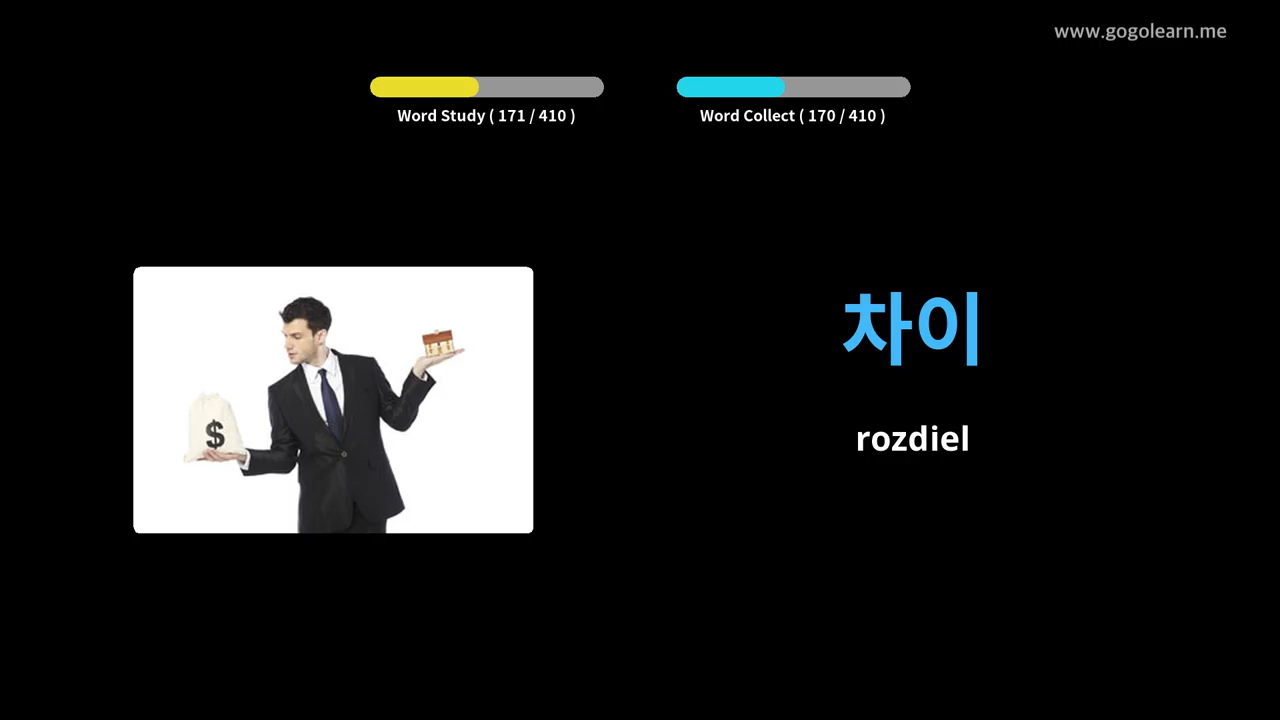 www.gogolearn.me
Word Study ( 171 / 410 )
Word Collect ( 170 / 410 )
차이
rozdiel
$